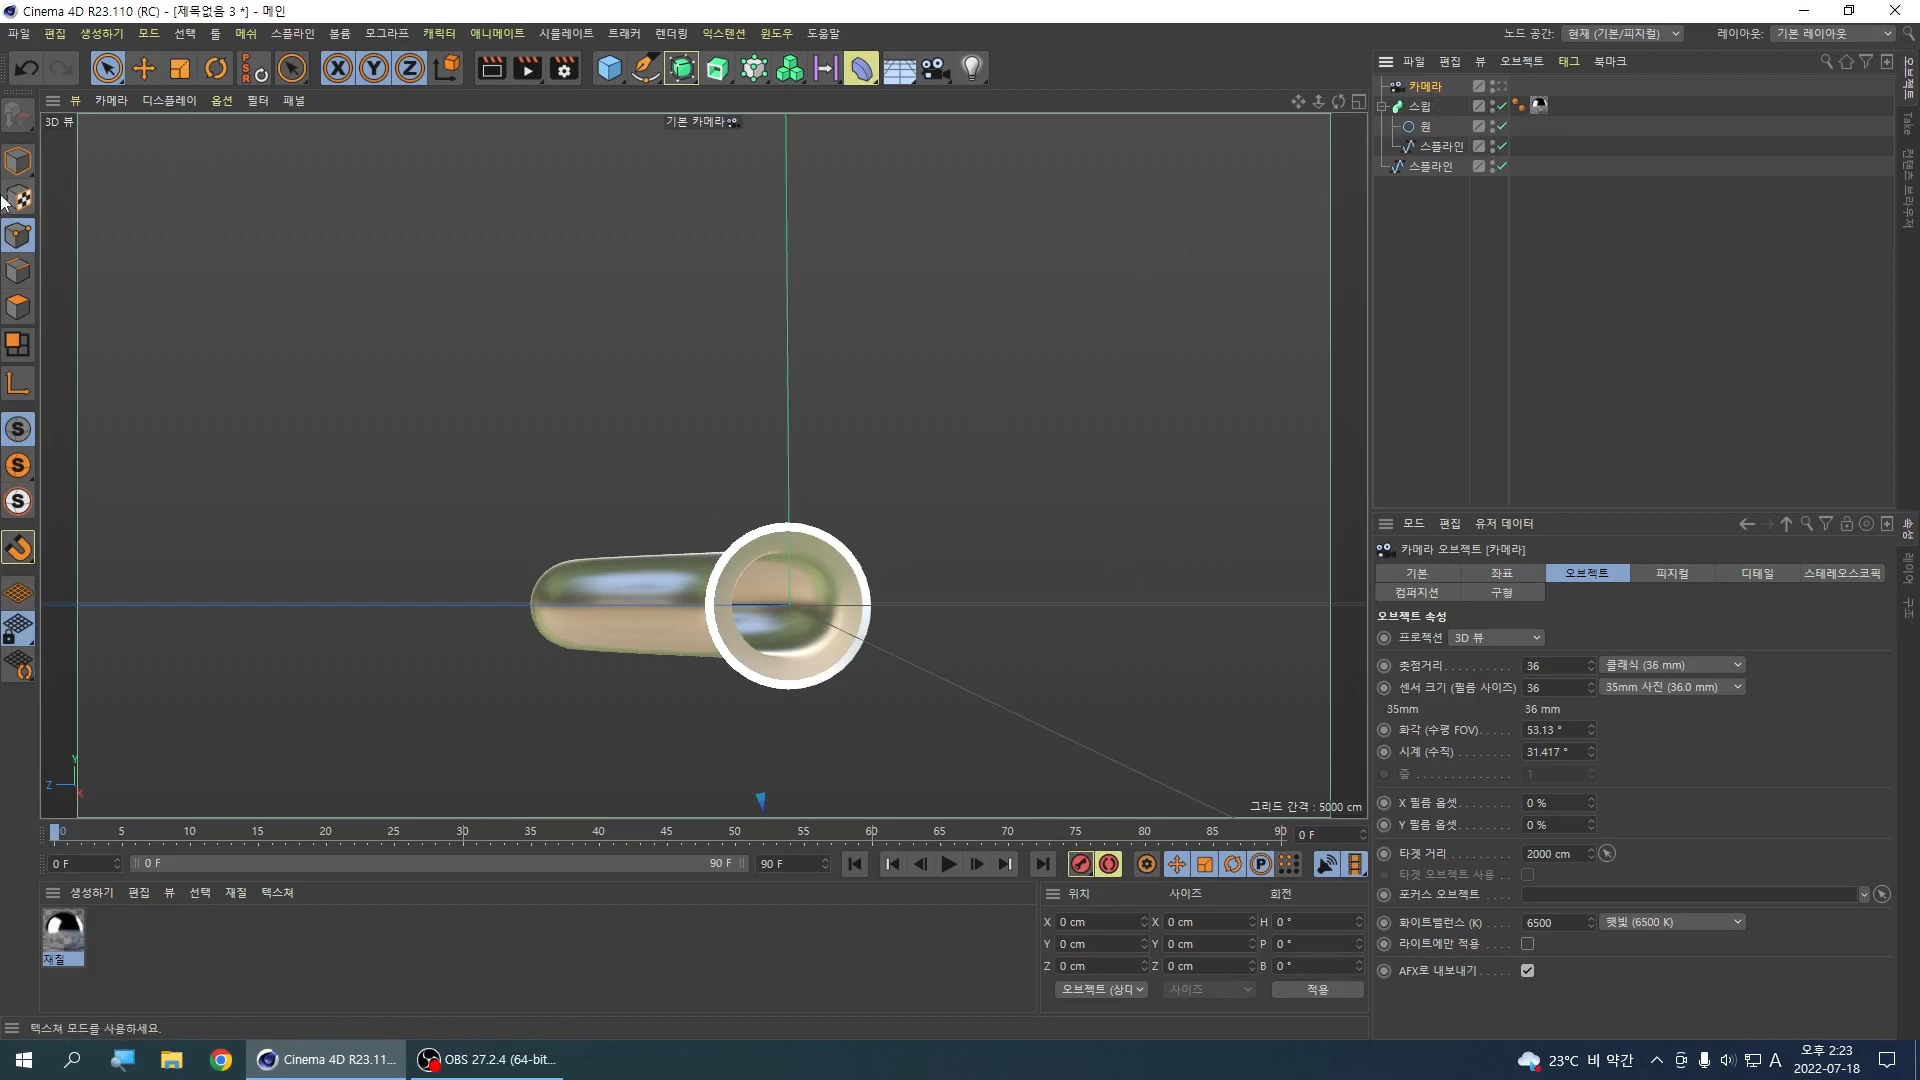 Cinema 4D R23.110 (RC) - [제목없음 3 *] - 메인
파일 편집 생성하기 모드 선택 툴 메쉬 스플라인 볼륨 모그라프 캐릭터 애니메이트 시뮬레이트 트래커 렌더링 익스텐션 윈도우 도움말
노드 공간: 현재 (기본/피지컬) 레이아웃: 기본 레이아웃
X Y Z
PSR
뷰 카메라 디스플레이 옵션 필터 패널
3D 뷰
기본 카메라
그리드 간격 : 5000 cm
Y
Z
X
파일 편집 뷰 오브젝트 태그 북마크
카메라
스윕
원
스플라인
스플라인
오브젝트
Take
컨텐츠 브라우저
모드 편집 유저 데이터
카메라 오브젝트 [카메라]
기본 좌표 오브젝트 피지컬 디테일 스테레오스코픽
컴퍼지션 구형
오브젝트 속성
프로젝션 3D 뷰
촛점거리 36 클래식 (36 mm)
센서 크기 (필름 사이즈) 36 35mm 사진 (36.0 mm)
35mm 36 mm
화각 (수평 FOV) 53.13 °
시계 (수직) 31.417 °
줌 1
X 필름 옵셋 0 %
Y 필름 옵셋 0 %
타겟 거리 2000 cm
타겟 오브젝트 사용
포커스 오브젝트
화이트밸런스 (K) 6500 햇빛 (6500 K)
라이트에만 적용
AFX로 내보내기
속성
레이어
구조
0 5 10 15 20 25 30 35 40 45 50 55 60 65 70 75 80 85 90 0 F
0 F 0 F 90 F 90 F
생성하기 편집 뷰 선택 재질 텍스쳐
재질
위치 사이즈 회전
X 0 cm X 0 cm H 0 °
Y 0 cm Y 0 cm P 0 °
Z 0 cm Z 0 cm B 0 °
오브젝트 (상대 사이즈 적용
텍스쳐 모드를 사용하세요.
Cinema 4D R23.11... OBS 27.2.4 (64-bit...
23°C 비 약간 A 오후 2:23
2022-07-18